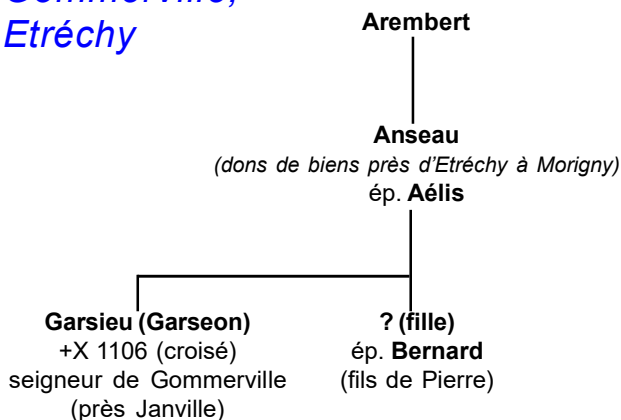 Gommerville,
Etréchy
Arembert
Anseau
(dons de biens près d'Etréchy à Morigny)
ép. Aélis
Garsieu (Garseon)
+X 1106 (croisé)
seigneur de Gommerville
(près Janville)
? (fille)
ép. Bernard
(fils de Pierre)